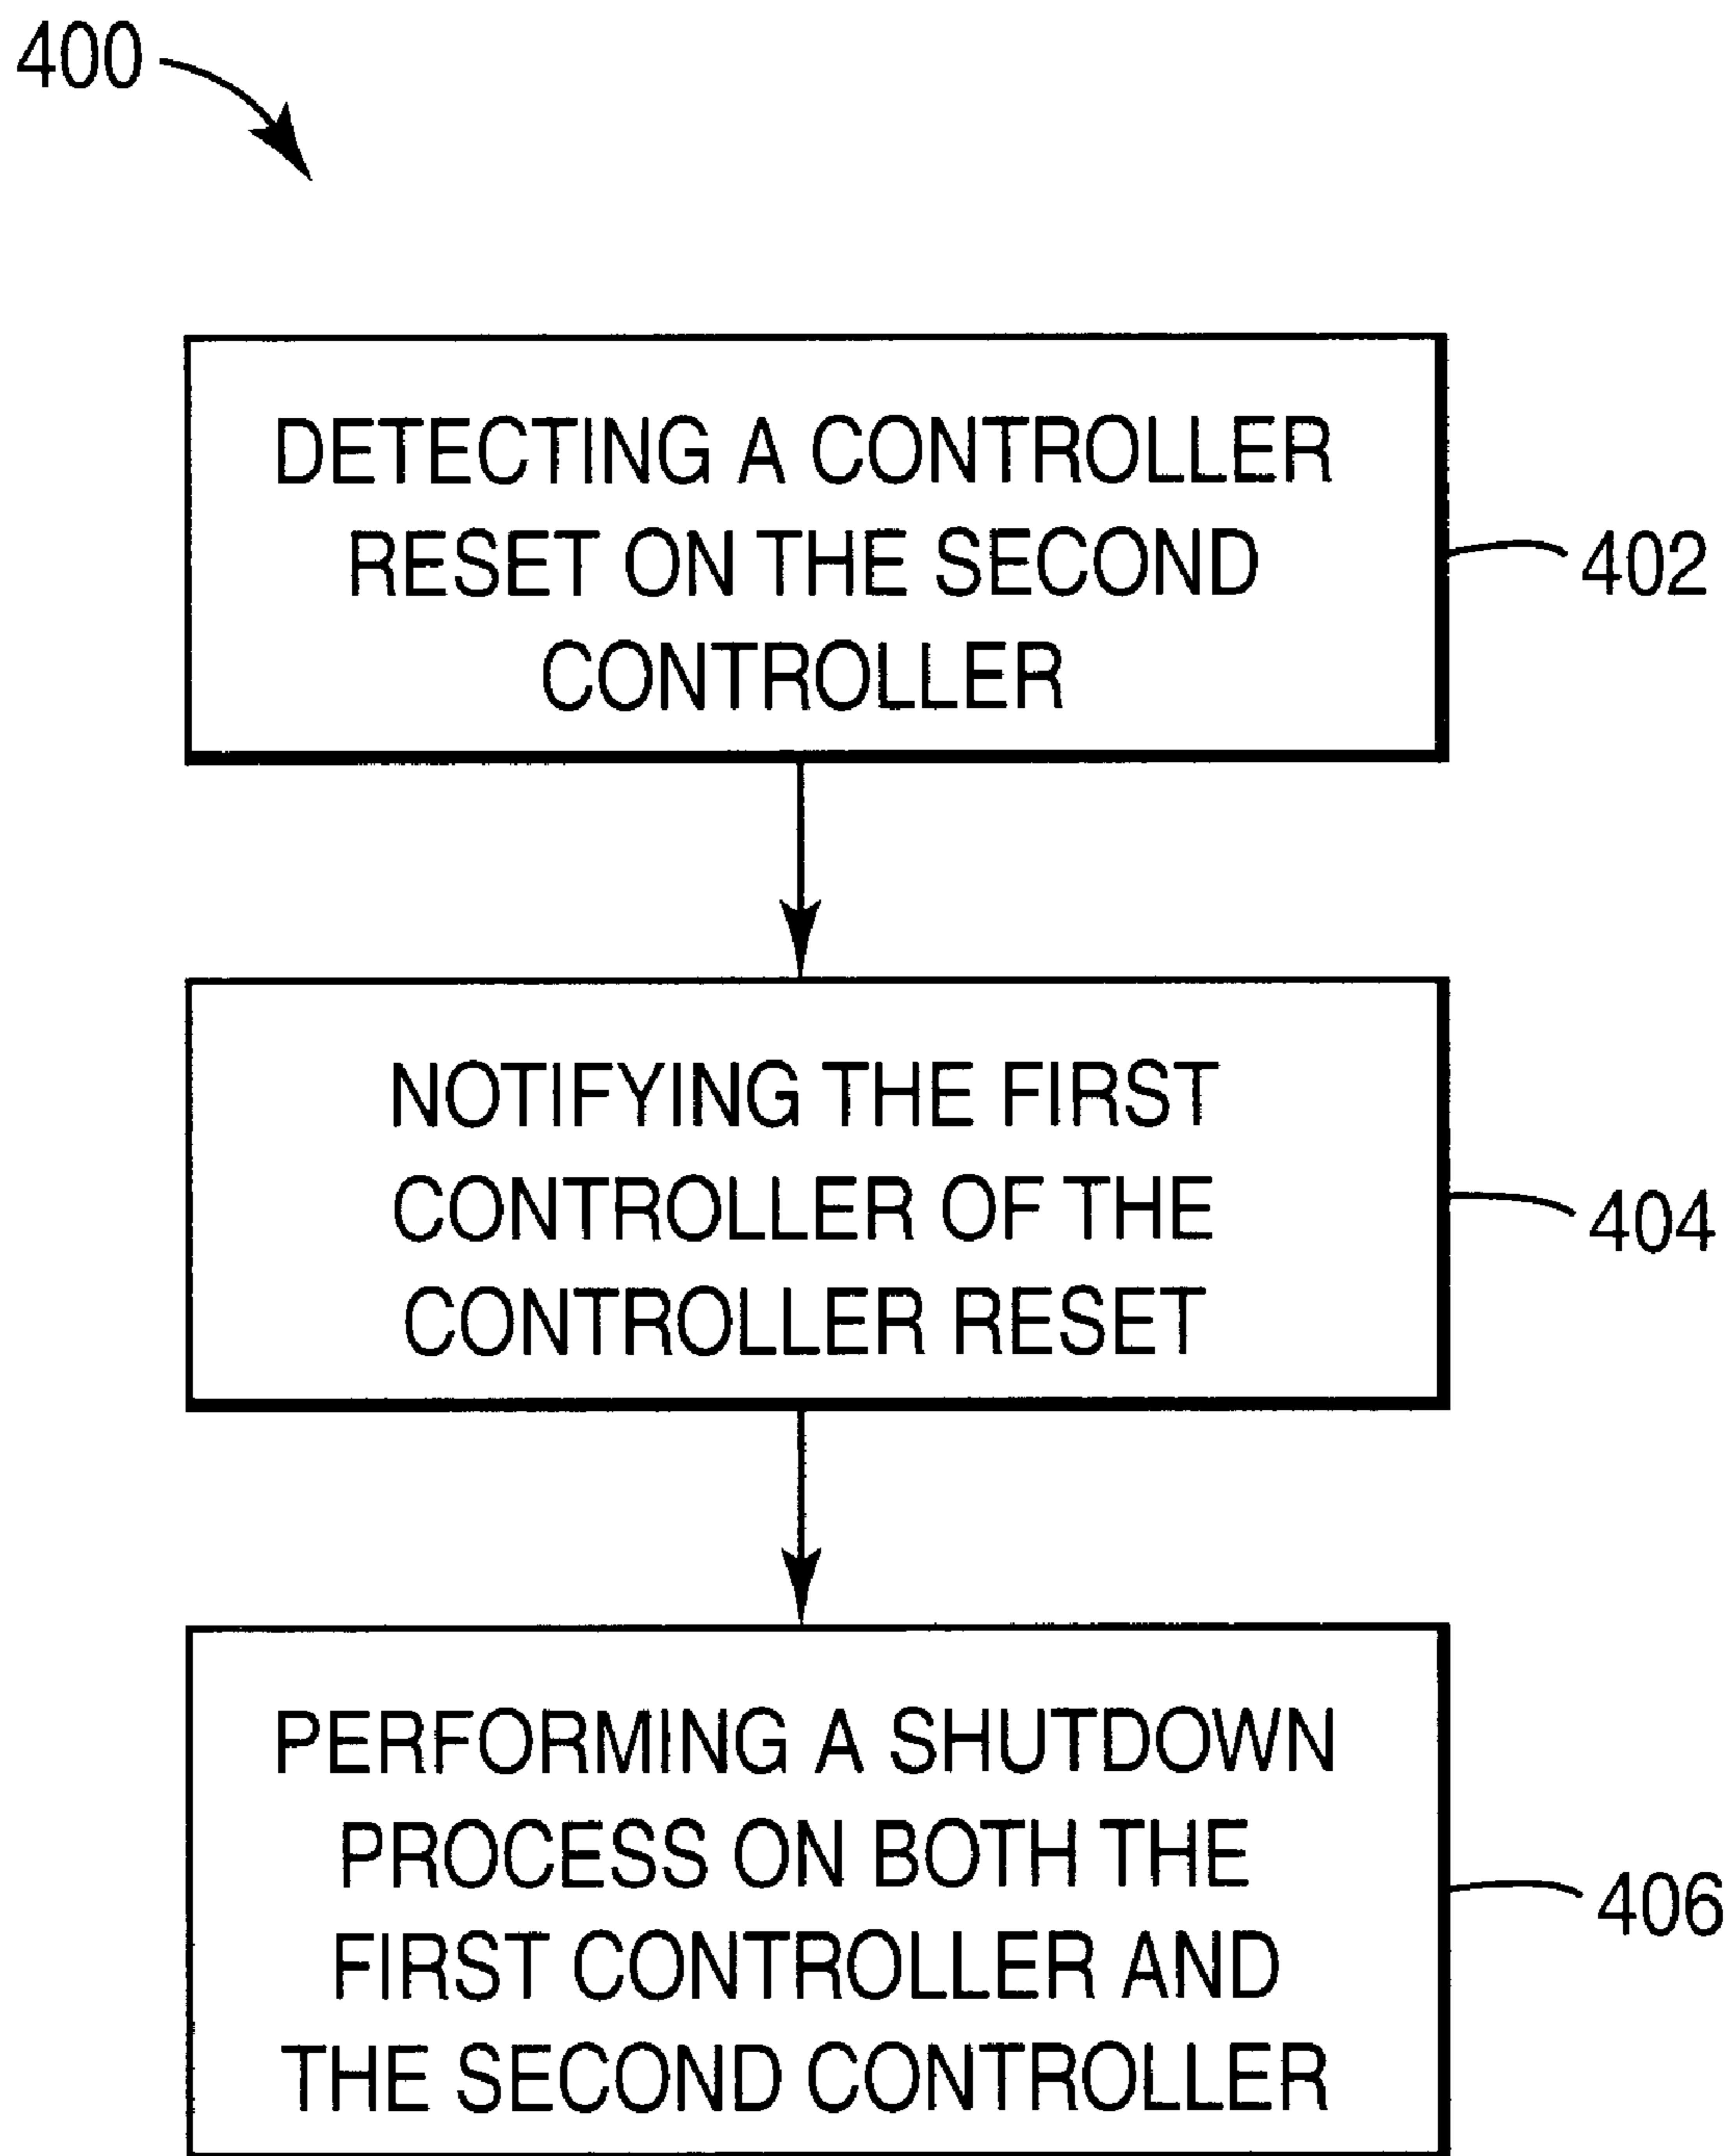 400
DETECTING A CONTROLLER
RESET ON THE SECOND
CONTROLLER
402
NOTIFYING THE FIRST
CONTROLLER OF THE
CONTROLLER RESET
404
PERFORMING A SHUTDOWN
PROCESS ON BOTH THE
FIRST CONTROLLER AND
THE SECOND CONTROLLER
406